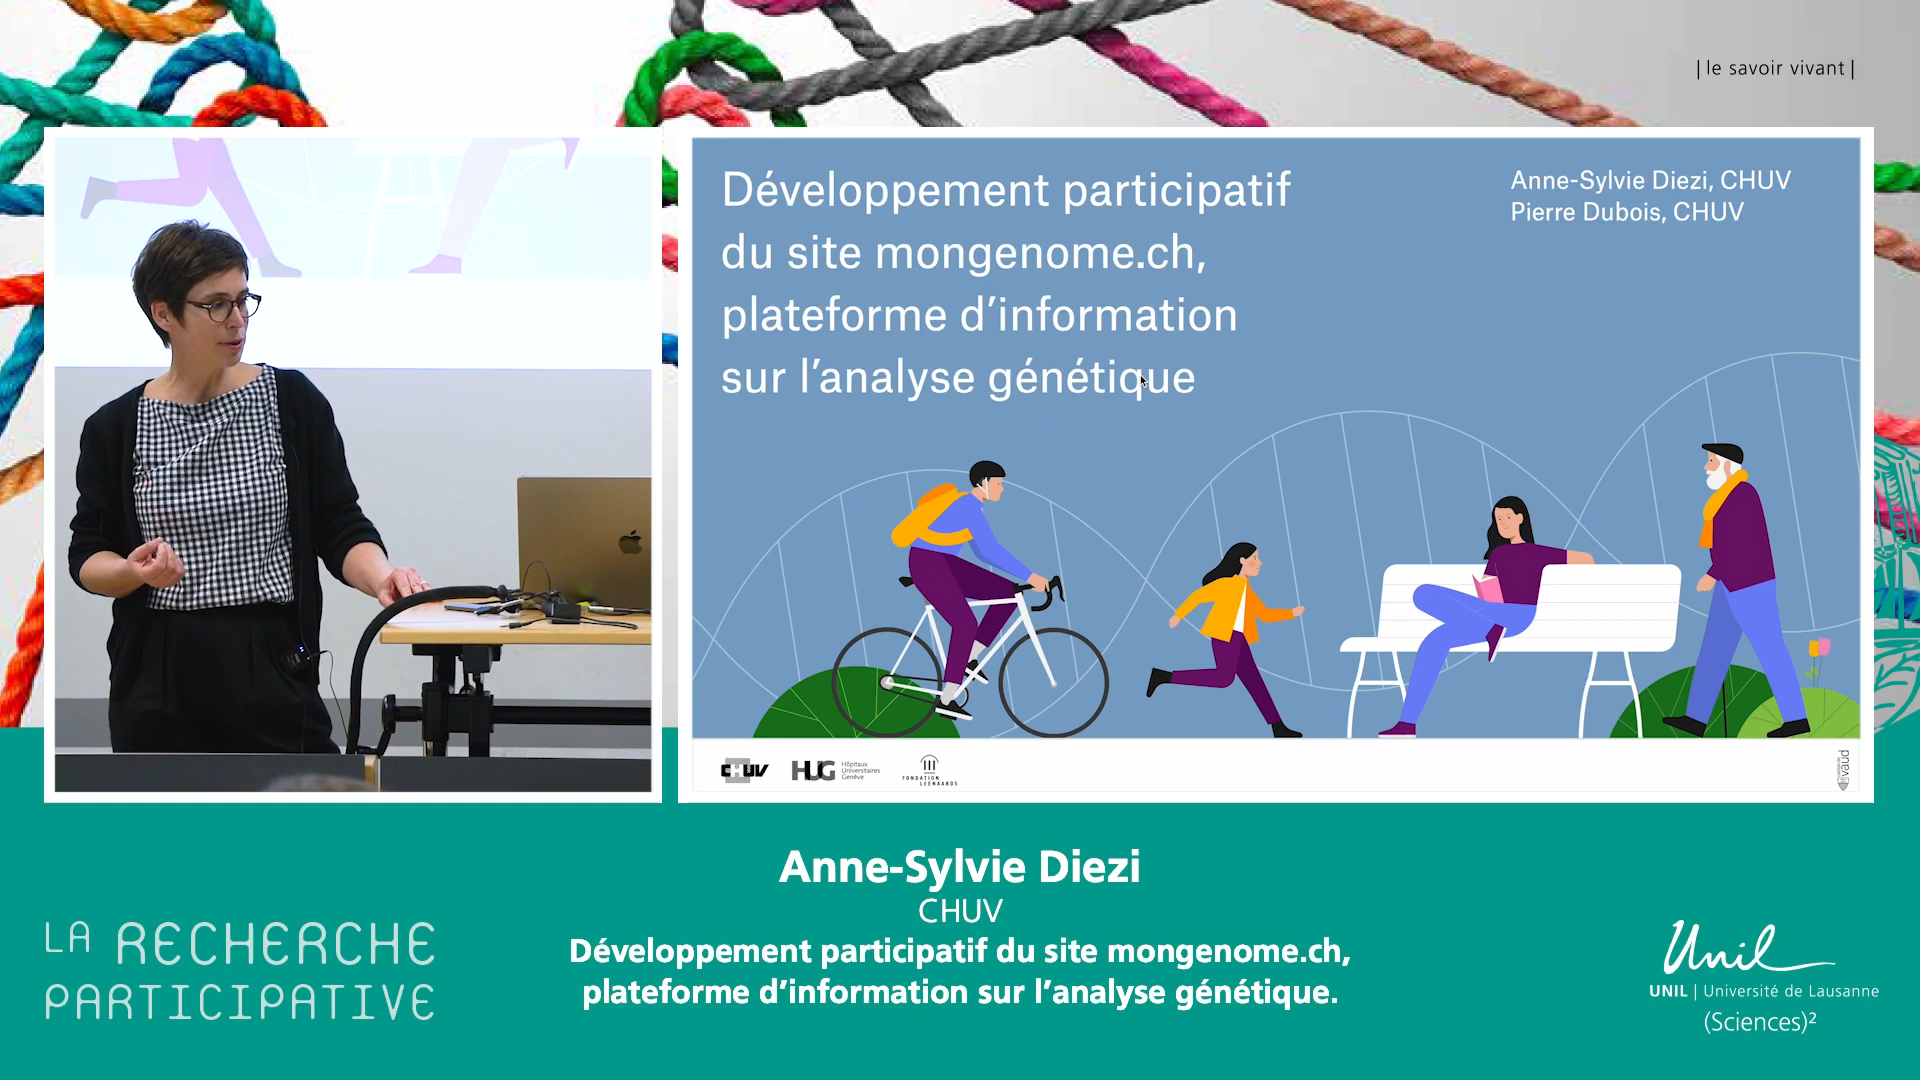 | le savoir vivant |
Développement participatif
du site mongenome.ch,
plateforme d’information
sur l’analyse génétique
Anne-Sylvie Diezi, CHUV
Pierre Dubois, CHUV
CHUV
HUG
Hôpitaux
Universitaires
Genève
FONDATION
LEENAARDS
vaud
Anne-Sylvie Diezi
CHUV
Développement participatif du site mongenome.ch,
plateforme d’information sur l’analyse génétique.
LA RECHERCHE
PARTICIPATIVE
Unil
UNIL | Université de Lausanne
(Sciences)²